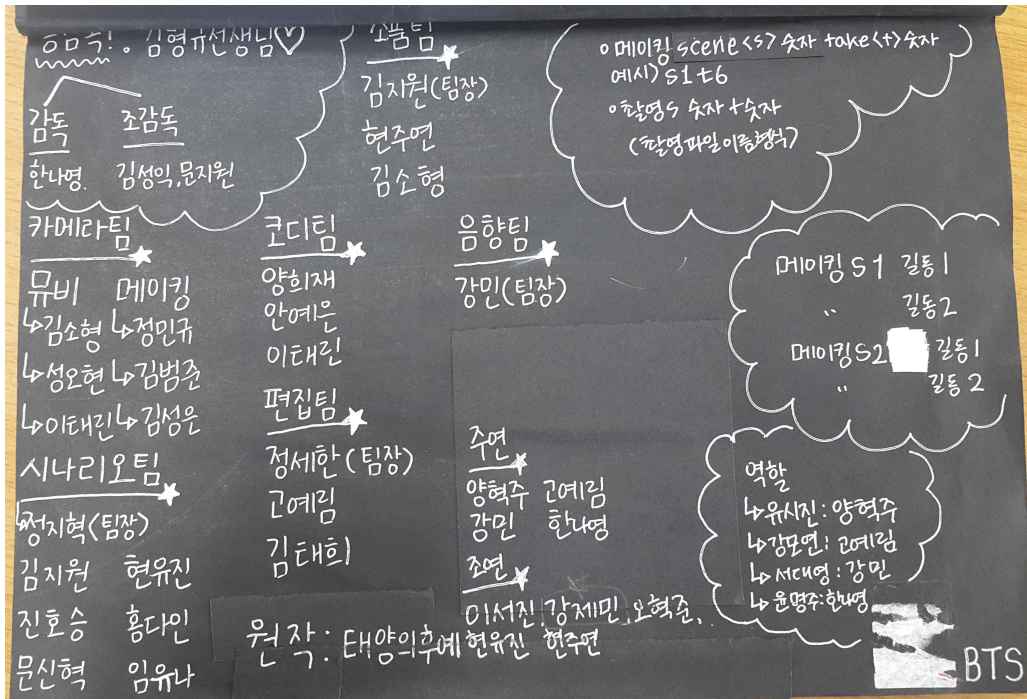 총감독! 김형규선생님♡
감독 조감독
한나영. 김성익,문지원
소품팀
김지원(팀장)
현주연
김소형
o메이킹 scene<s> 숫자 take<t>숫자
예시) s1t6
o촬영s 숫자+숫자
(촬영파일이름형식)
카메라팀
뮤비 메이킹
↳김소형 ↳정민규
↳성오현 ↳김범준
↳이태린 ↳김성은
시나리오팀
↳정지혁(팀장)
김지원 현유진
진호승 홍다인
문신혁 임유나
코디팀
양희재
안예은
이태린
편집팀
정세한(팀장)
고예림
김태희
음향팀
강민(팀장)
주연
양혁주 고예림
강민 한나영
조연
이서진, 강제민, 오혁준,
현유진 현주연
원작: 태양의후예
메이킹 S1 길동1
" 길동2
메이킹S2 길동1
" 길동2
역할
↳유시진: 양혁주
↳강모연: 고예림
↳서대영: 강민
↳윤명주:한나영
BTS